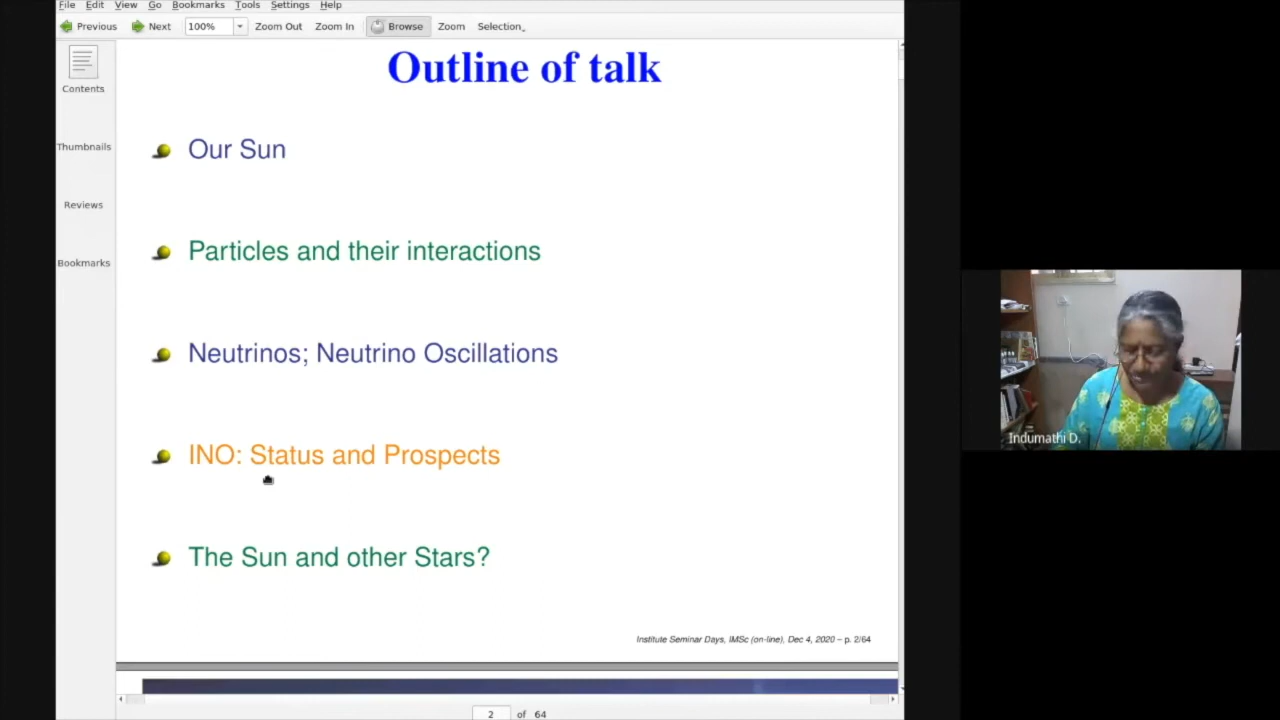 File Edit View Go Bookmarks Tools Settings Help
Previous Next 100% Zoom Out Zoom In Browse Zoom Selection
Contents
Thumbnails
Reviews
Bookmarks
Outline of talk
Our Sun
Particles and their interactions
Neutrinos; Neutrino Oscillations
INO: Status and Prospects
The Sun and other Stars?
Institute Seminar Days, IMSc (on-line), Dec 4, 2020 – p. 2/64
2 of 64
Indumathi D.